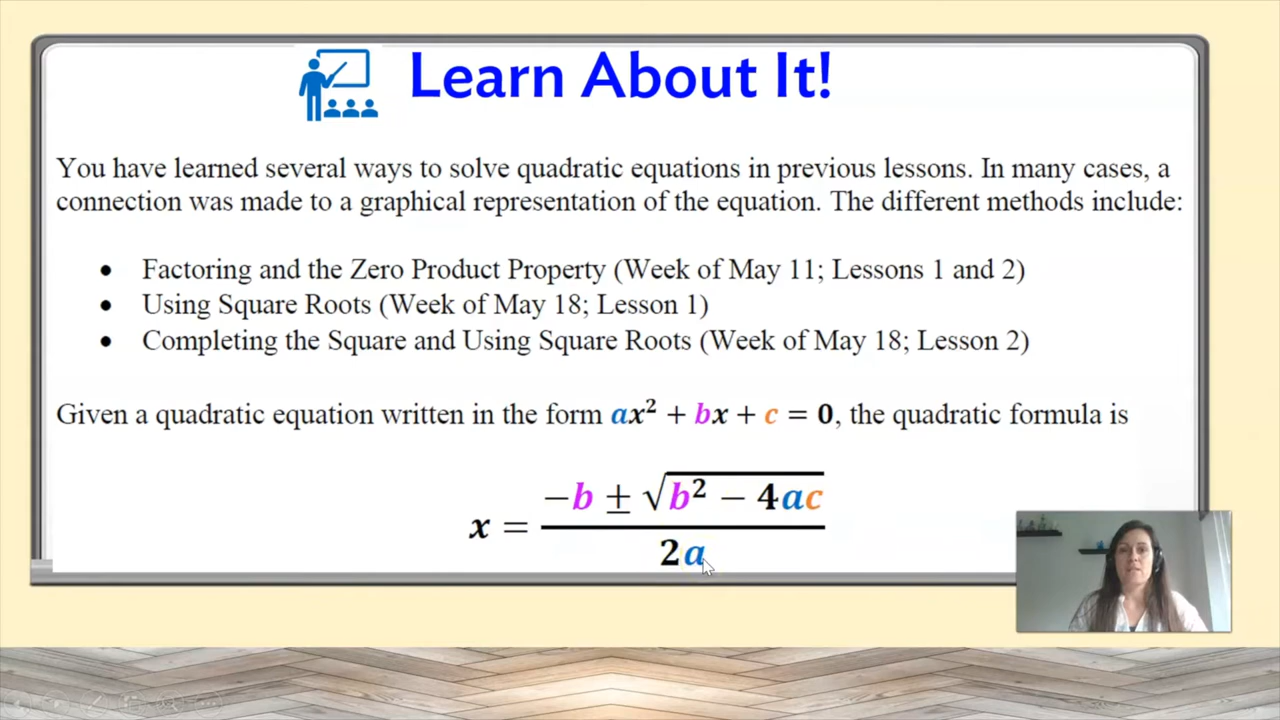 Learn About It!
You have learned several ways to solve quadratic equations in previous lessons. In many cases, a
connection was made to a graphical representation of the equation. The different methods include:
• Factoring and the Zero Product Property (Week of May 11; Lessons 1 and 2)
• Using Square Roots (Week of May 18; Lesson 1)
• Completing the Square and Using Square Roots (Week of May 18; Lesson 2)
Given a quadratic equation written in the form ax² + bx + c = 0, the quadratic formula is
x = (−b ± √(b² − 4ac)) / 2a